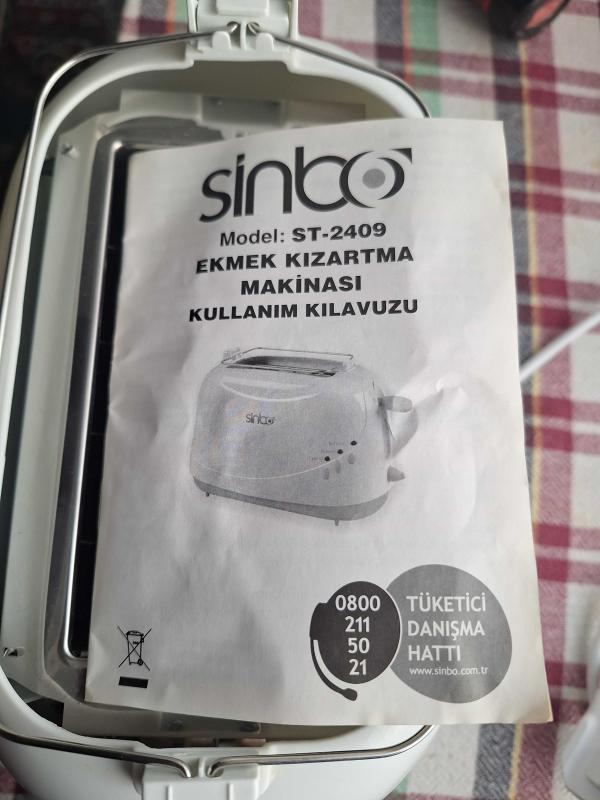 sinbo
Model: ST-2409
EKMEK KIZARTMA
MAKİNASI
KULLANIM KILAVUZU
sinbo
0800
211
50
21
TÜKETİCİ
DANIŞMA
HATTI
www.sinbo.com.tr